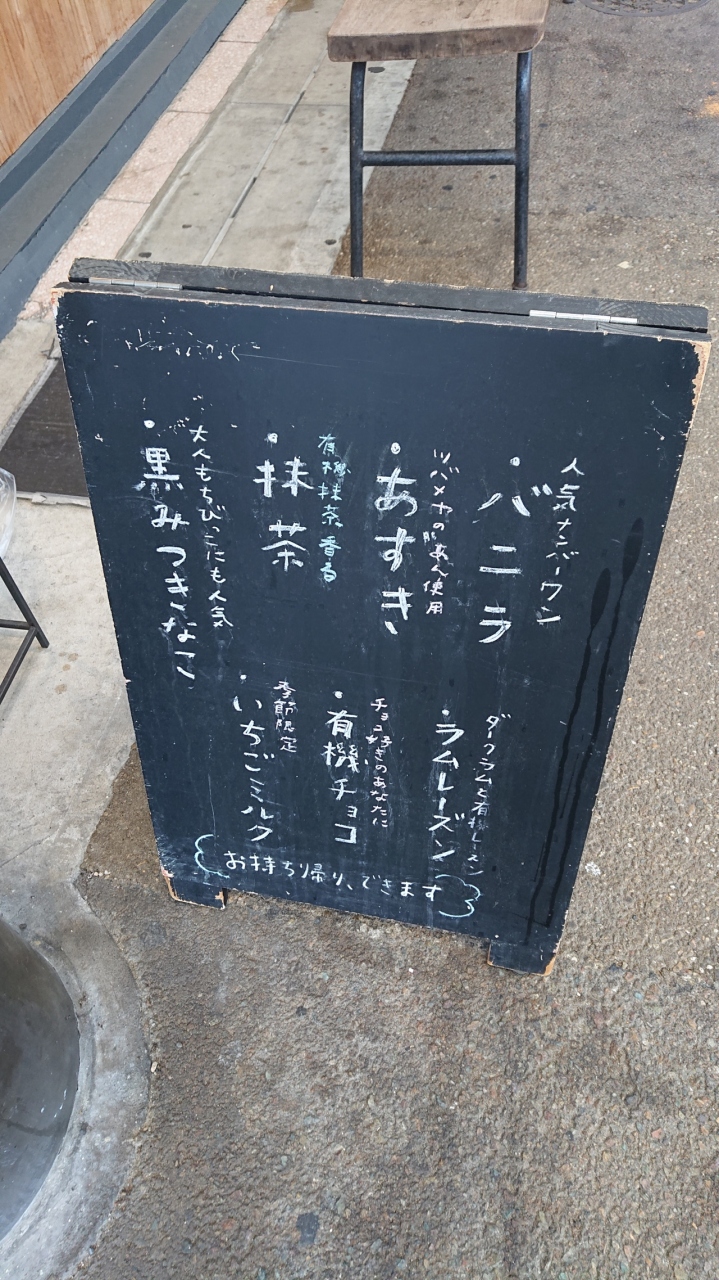 人気ナンバーワン
・バニラ
ツバメヤの あん使用
・あずき
有機抹茶香る
・抹茶
大人もちびっこにも人気
・黒みつきなこ
ダークラムと有機レーズン
・ラムレーズン
チョコ好きのあなたに
・有機チョコ
季節限定
・いちごミルク
お持ち帰り、できます